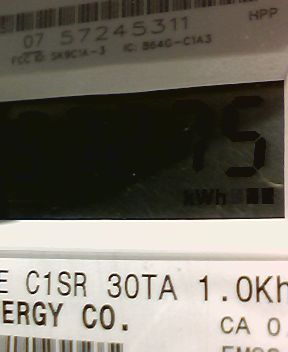 07 57245311
HPP
FCC ID: SK9C1A-3 IC: 864G-C1A3
75
kWh
E C1SR 30TA 1.0Kh
ERGY CO.
CA 0.